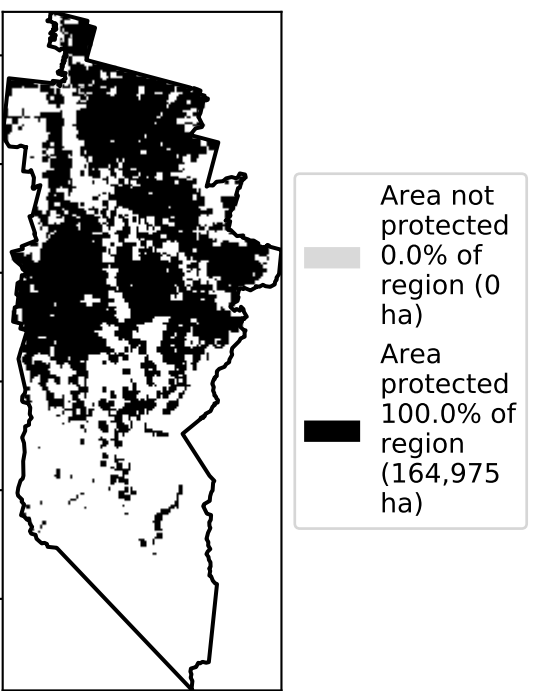 Area not
protected
0.0% of
region (0
ha)
Area
protected
100.0% of
region
(164,975
ha)